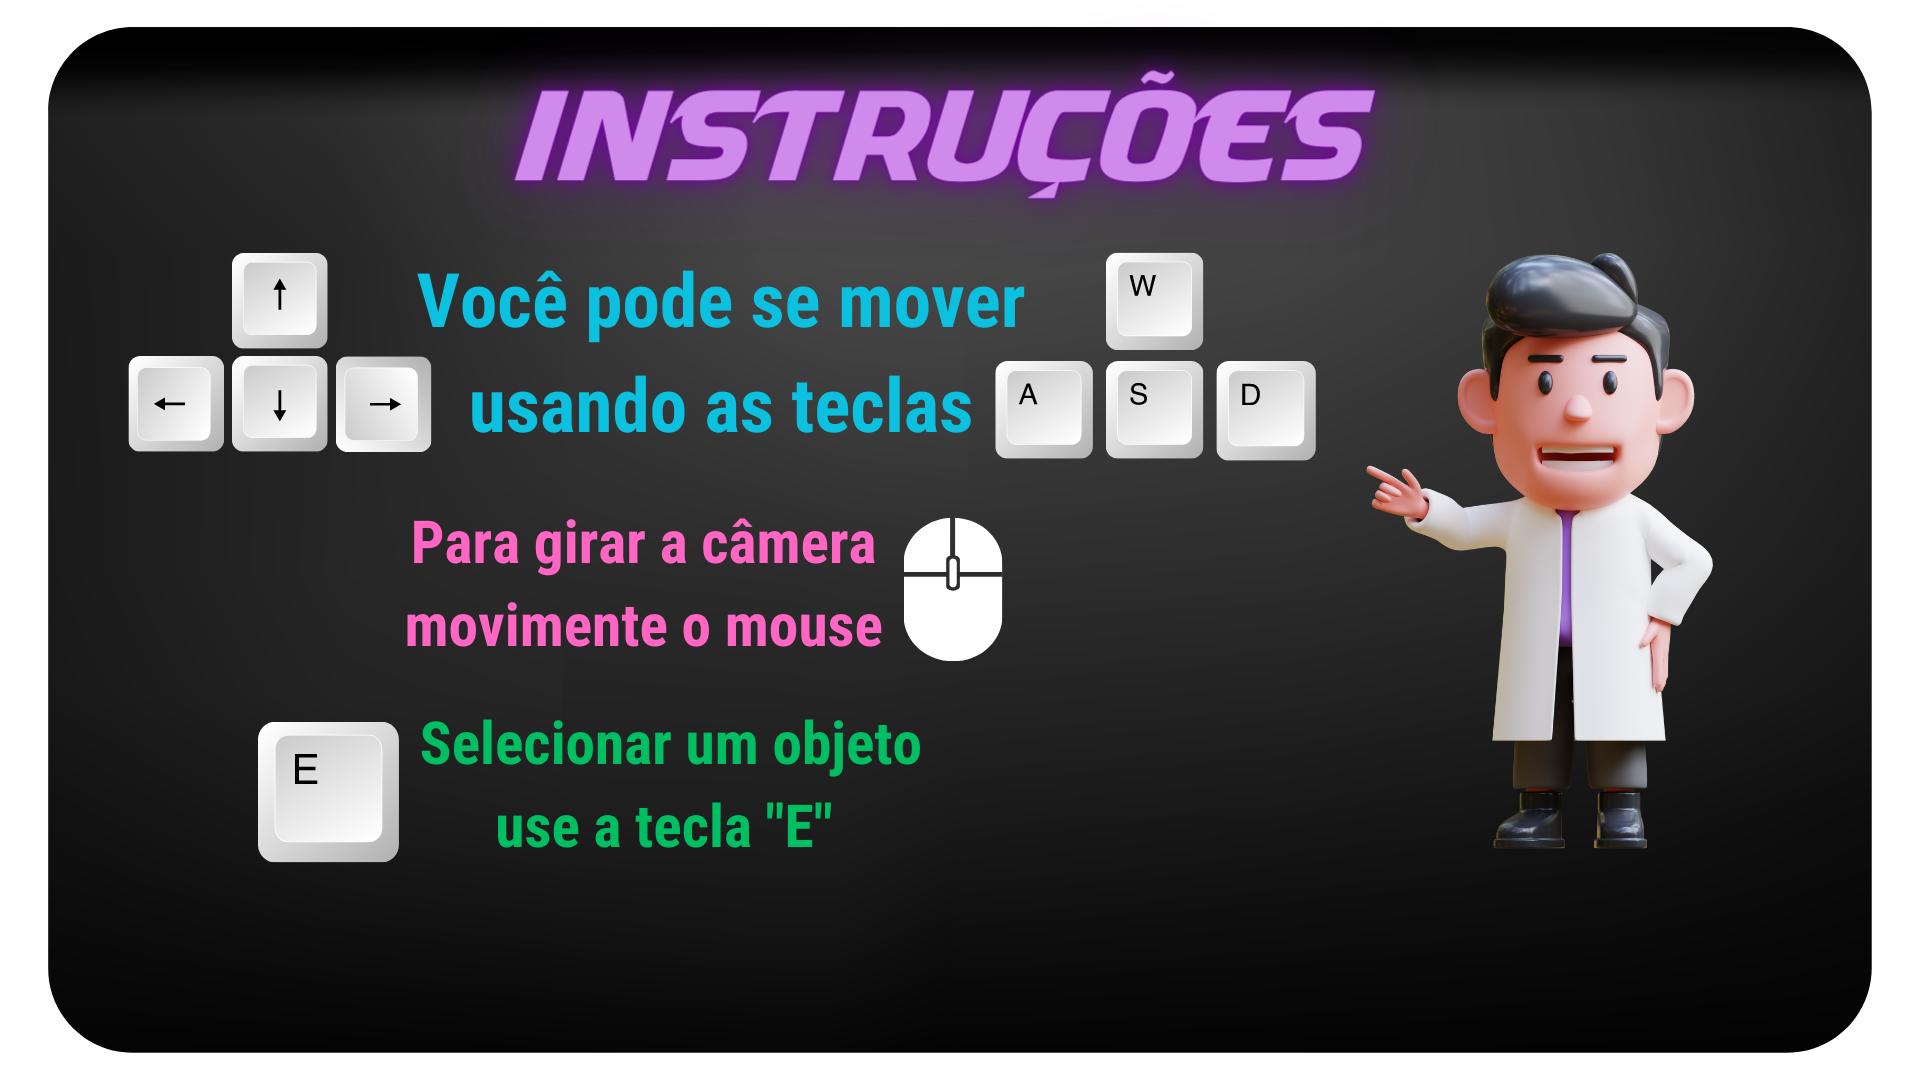 INSTRUÇÕES
↑
← ↓ →
Você pode se mover
usando as teclas
W
A S D
Para girar a câmera
movimente o mouse
E
Selecionar um objeto
use a tecla "E"